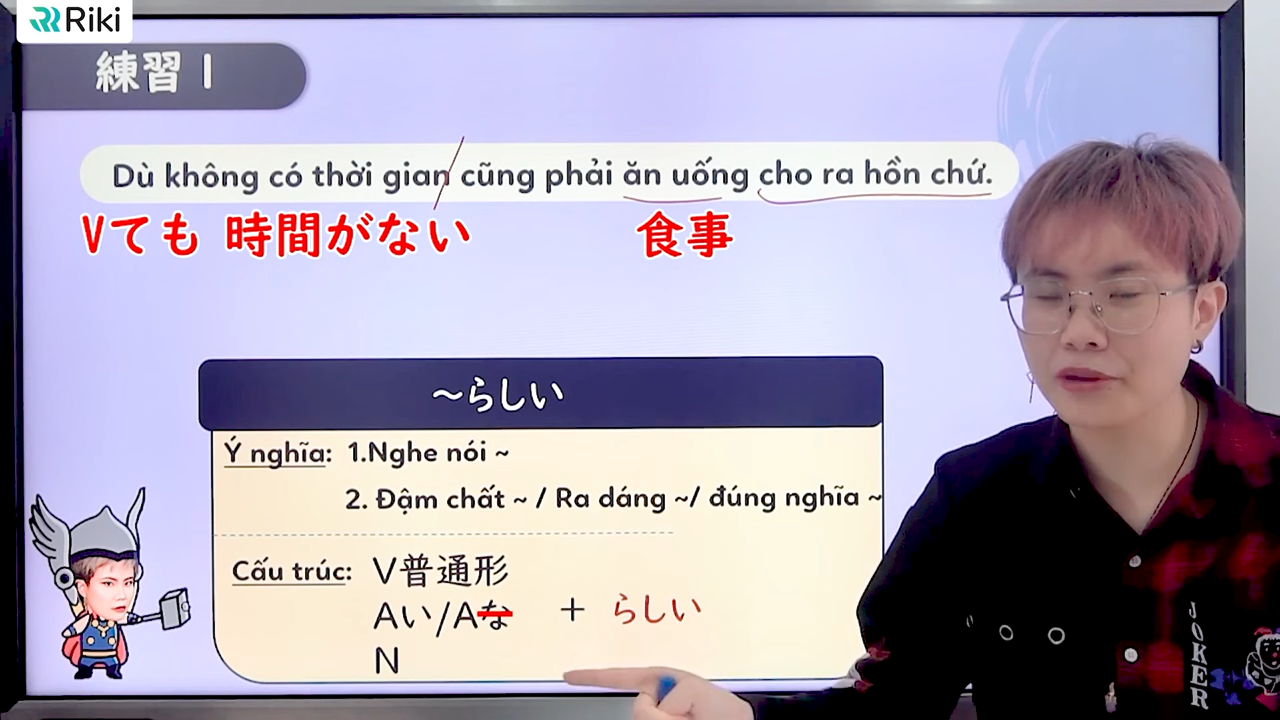 Riki
練習 1
Dù không có thời gian cũng phải ăn uống cho ra hồn chứ.
Vても 時間がない 食事
~らしい
Ý nghĩa: 1.Nghe nói ~
2. Đậm chất ~ / Ra dáng ~/ đúng nghĩa ~
Cấu trúc: V普通形
Aい/Aな + らしい
N
JOKER